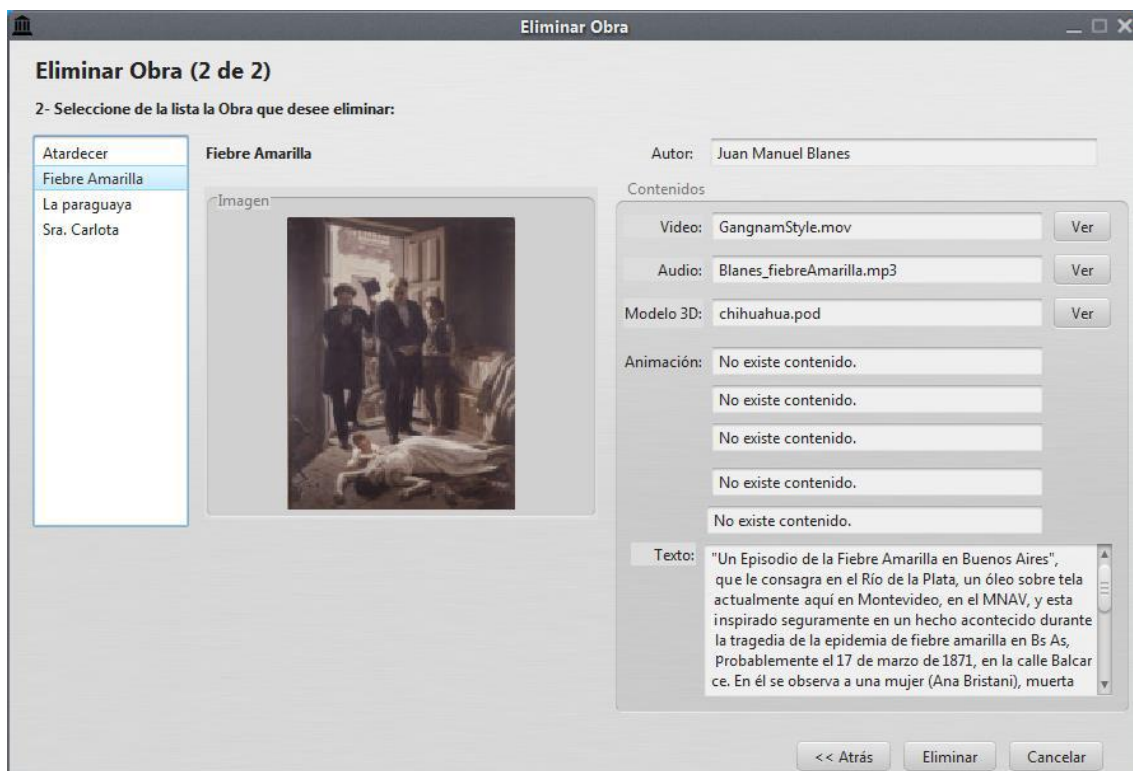 Eliminar Obra
Eliminar Obra (2 de 2)
2- Seleccione de la lista la Obra que desee eliminar:
Atardecer
Fiebre Amarilla
La paraguaya
Sra. Carlota
Fiebre Amarilla
Imagen
Autor: Juan Manuel Blanes
Contenidos
Video: GangnamStyle.mov Ver
Audio: Blanes_fiebreAmarilla.mp3 Ver
Modelo 3D: chihuahua.pod Ver
Animación: No existe contenido.
No existe contenido.
No existe contenido.
No existe contenido.
No existe contenido.
Texto: "Un Episodio de la Fiebre Amarilla en Buenos Aires",
que le consagra en el Río de la Plata, un óleo sobre tela
actualmente aquí en Montevideo, en el MNAV, y esta
inspirado seguramente en un hecho acontecido durante
la tragedia de la epidemia de fiebre amarilla en Bs As,
Probablemente el 17 de marzo de 1871, en la calle Balcar
ce. En él se observa a una mujer (Ana Bristani), muerta
<< Atrás Eliminar Cancelar